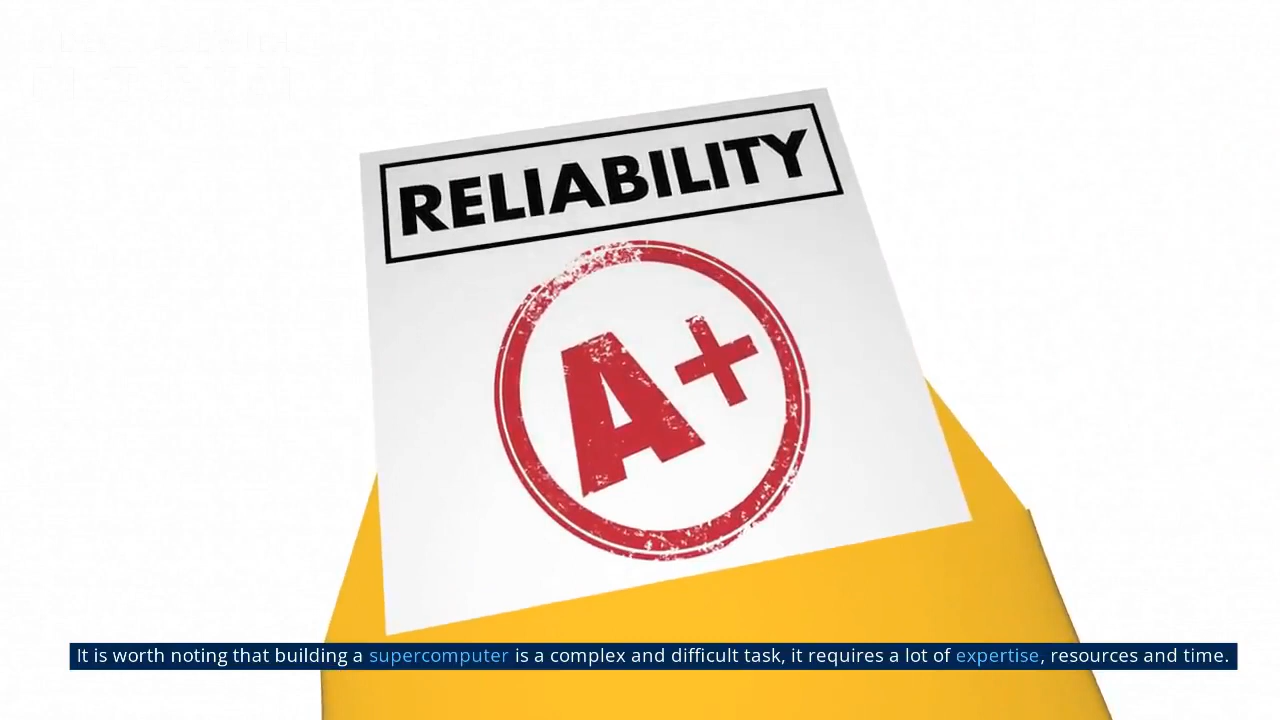 RELIABILITY
A+
It is worth noting that building a supercomputer is a complex and difficult task, it requires a lot of expertise, resources and time.